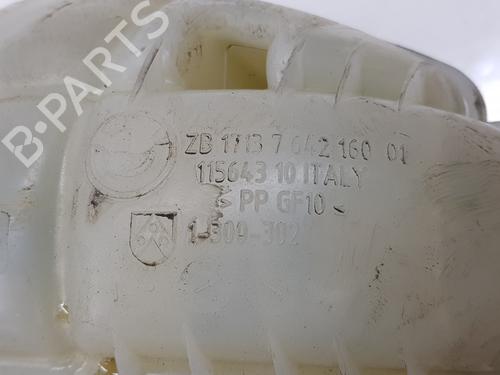 B-PARTS
ZB 1713 7 642 160 01
115643 10 ITALY
> PP GF10 <
1-309-302